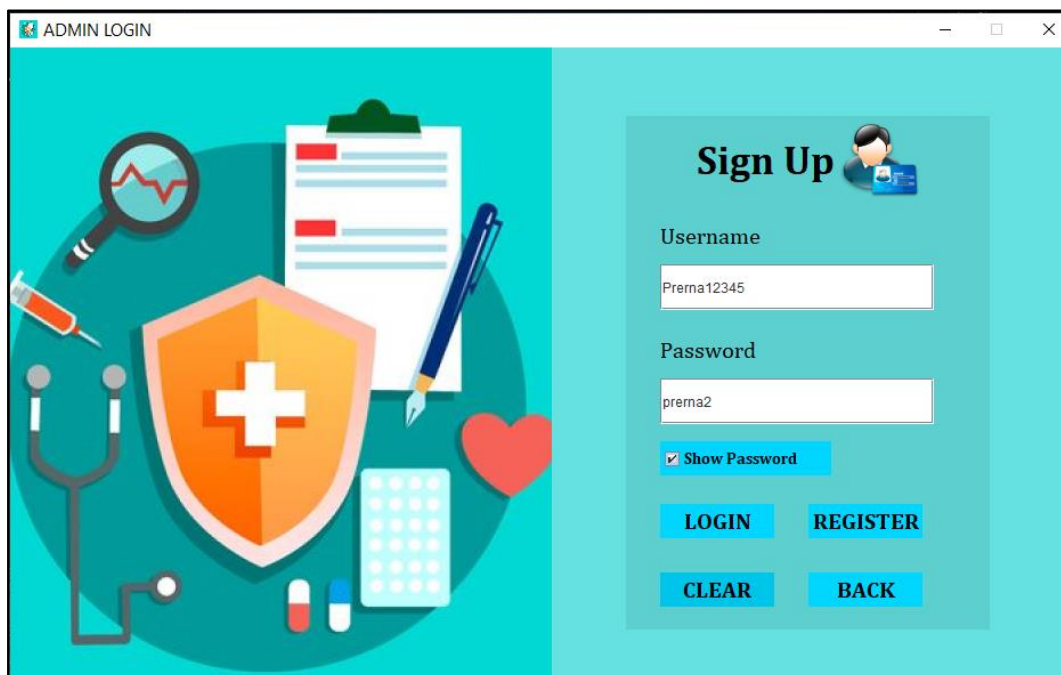 ADMIN LOGIN
Sign Up
Username
Prerna12345
Password
prerna2
Show Password
LOGIN REGISTER
CLEAR BACK